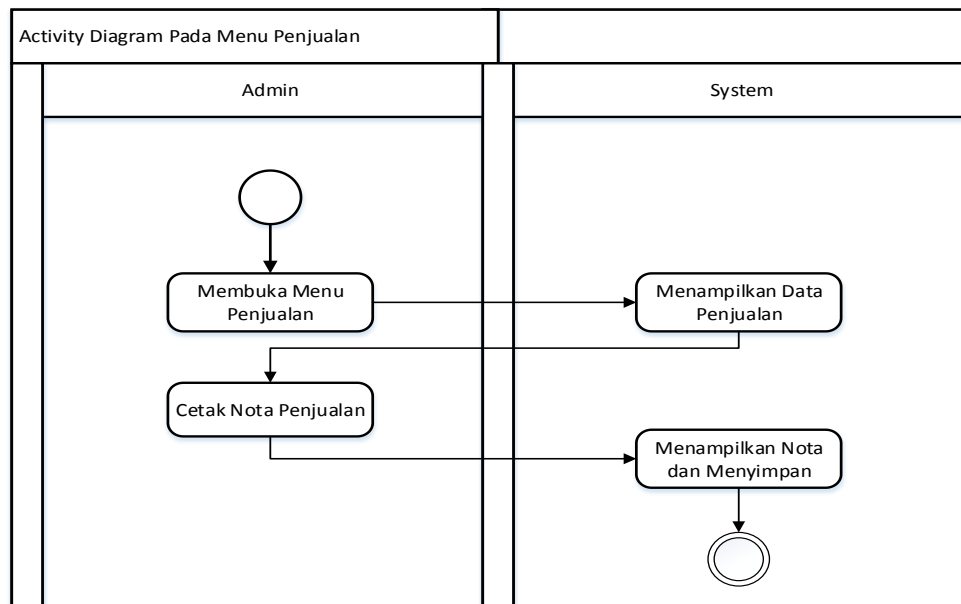 Activity Diagram Pada Menu Penjualan
Admin
System
Membuka Menu
Penjualan
Menampilkan Data
Penjualan
Cetak Nota Penjualan
Menampilkan Nota
dan Menyimpan